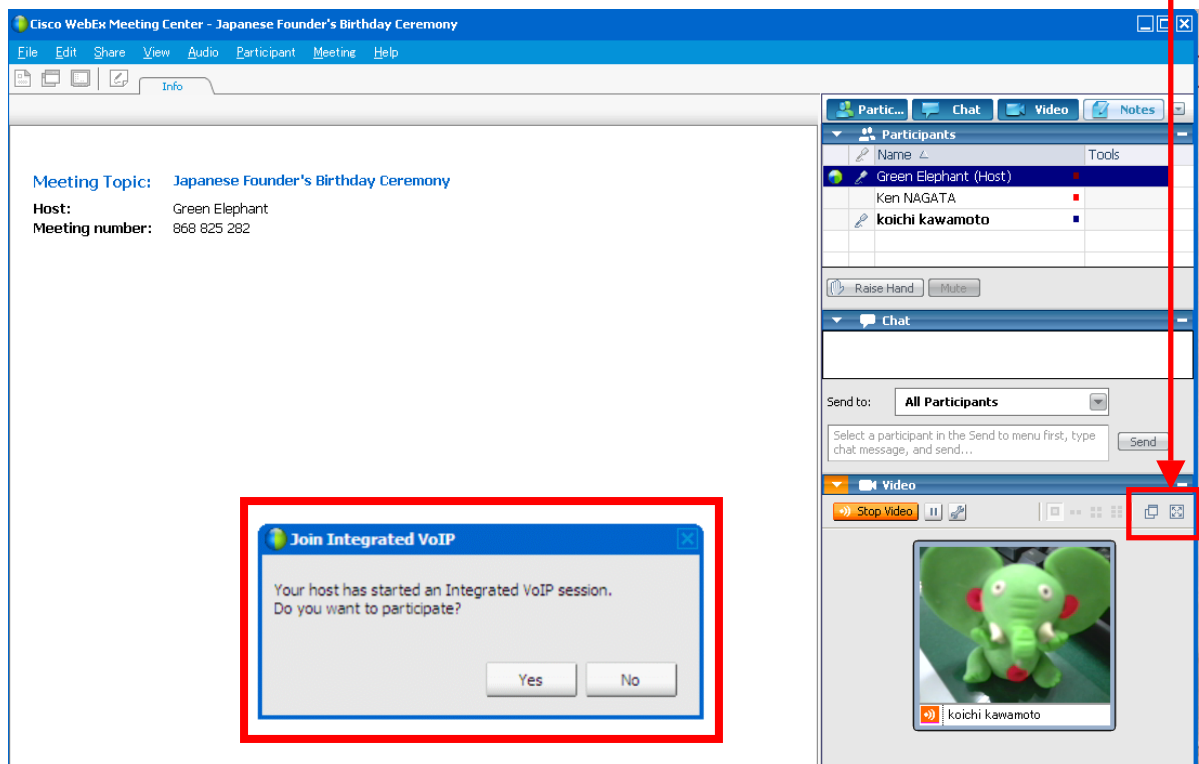 Cisco WebEx Meeting Center - Japanese Founder's Birthday Ceremony
File Edit Share View Audio Participant Meeting Help
Info
Partic... Chat Video Notes
Participants
Name Tools
Green Elephant (Host)
Ken NAGATA
koichi kawamoto
Raise Hand Mute
Meeting Topic: Japanese Founder's Birthday Ceremony
Host: Green Elephant
Meeting number: 868 825 282
Chat
Send to: All Participants
Select a participant in the Send to menu first, type
chat message, and send...
Send
Video
Stop Video
koichi kawamoto
Join Integrated VoIP
Your host has started an Integrated VoIP session.
Do you want to participate?
Yes No